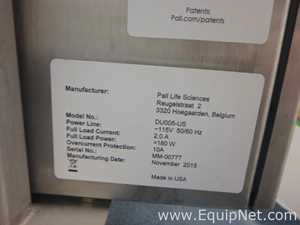 Patents:
Pall.com/patents
Manufacturer: Pall Life Sciences
Reugelstraat 2
3320 Hoegaarden, Belgium
Model No.: DU005-US
Power Line: ~115V 50/60 Hz
Full Load Current: 2.0 A
Full Load Power: <180 W
Overcurrent Protection: 10A
Serial No.: MM-00777
Manufacturing Date: November 2015
Made in USA
www.EquipNet.com